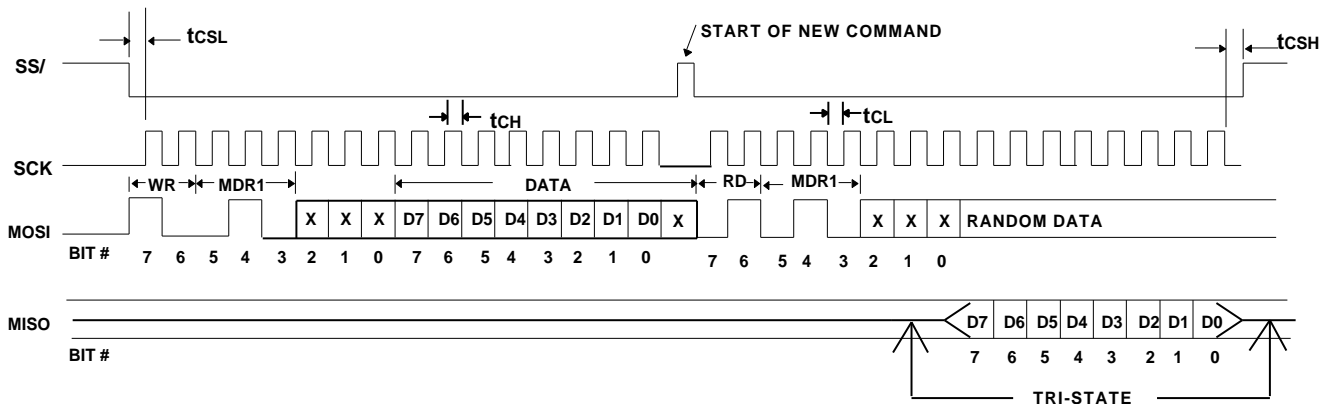 tCSL
START OF NEW COMMAND
tCSH
SS/
tCH
tCL
SCK
WR MDR1 DATA RD MDR1
MOSI X X X D7 D6 D5 D4 D3 D2 D1 D0 X X X X RANDOM DATA
BIT # 7 6 5 4 3 2 1 0 7 6 5 4 3 2 1 0 7 6 5 4 3 2 1 0
MISO D7 D6 D5 D4 D3 D2 D1 D0
BIT # 7 6 5 4 3 2 1 0
TRI-STATE